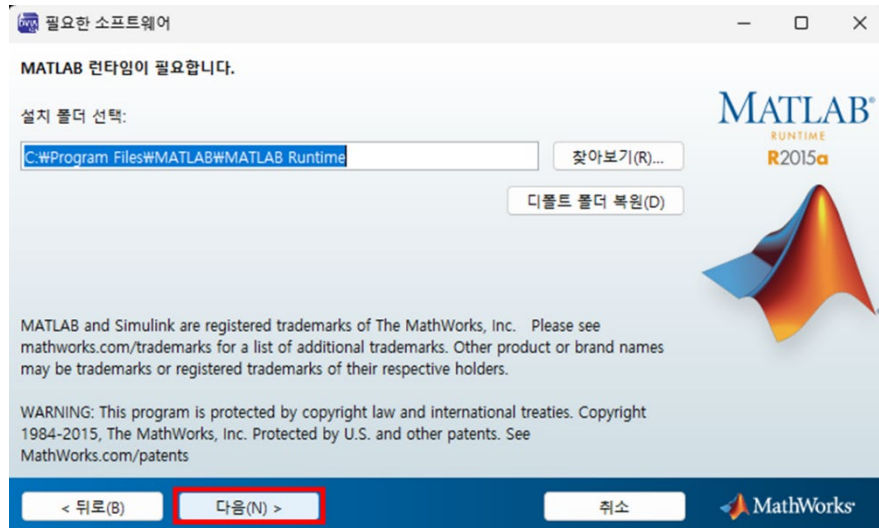 필요한 소프트웨어
MATLAB 런타임이 필요합니다.
설치 폴더 선택:
C:₩Program Files₩MATLAB₩MATLAB Runtime
찾아보기(R)...
디폴트 폴더 복원(D)
MATLAB®
RUNTIME
R2015a
MATLAB and Simulink are registered trademarks of The MathWorks, Inc. Please see
mathworks.com/trademarks for a list of additional trademarks. Other product or brand names
may be trademarks or registered trademarks of their respective holders.
WARNING: This program is protected by copyright law and international treaties. Copyright
1984-2015, The MathWorks, Inc. Protected by U.S. and other patents. See
MathWorks.com/patents
< 뒤로(B)
다음(N) >
취소
MathWorks®